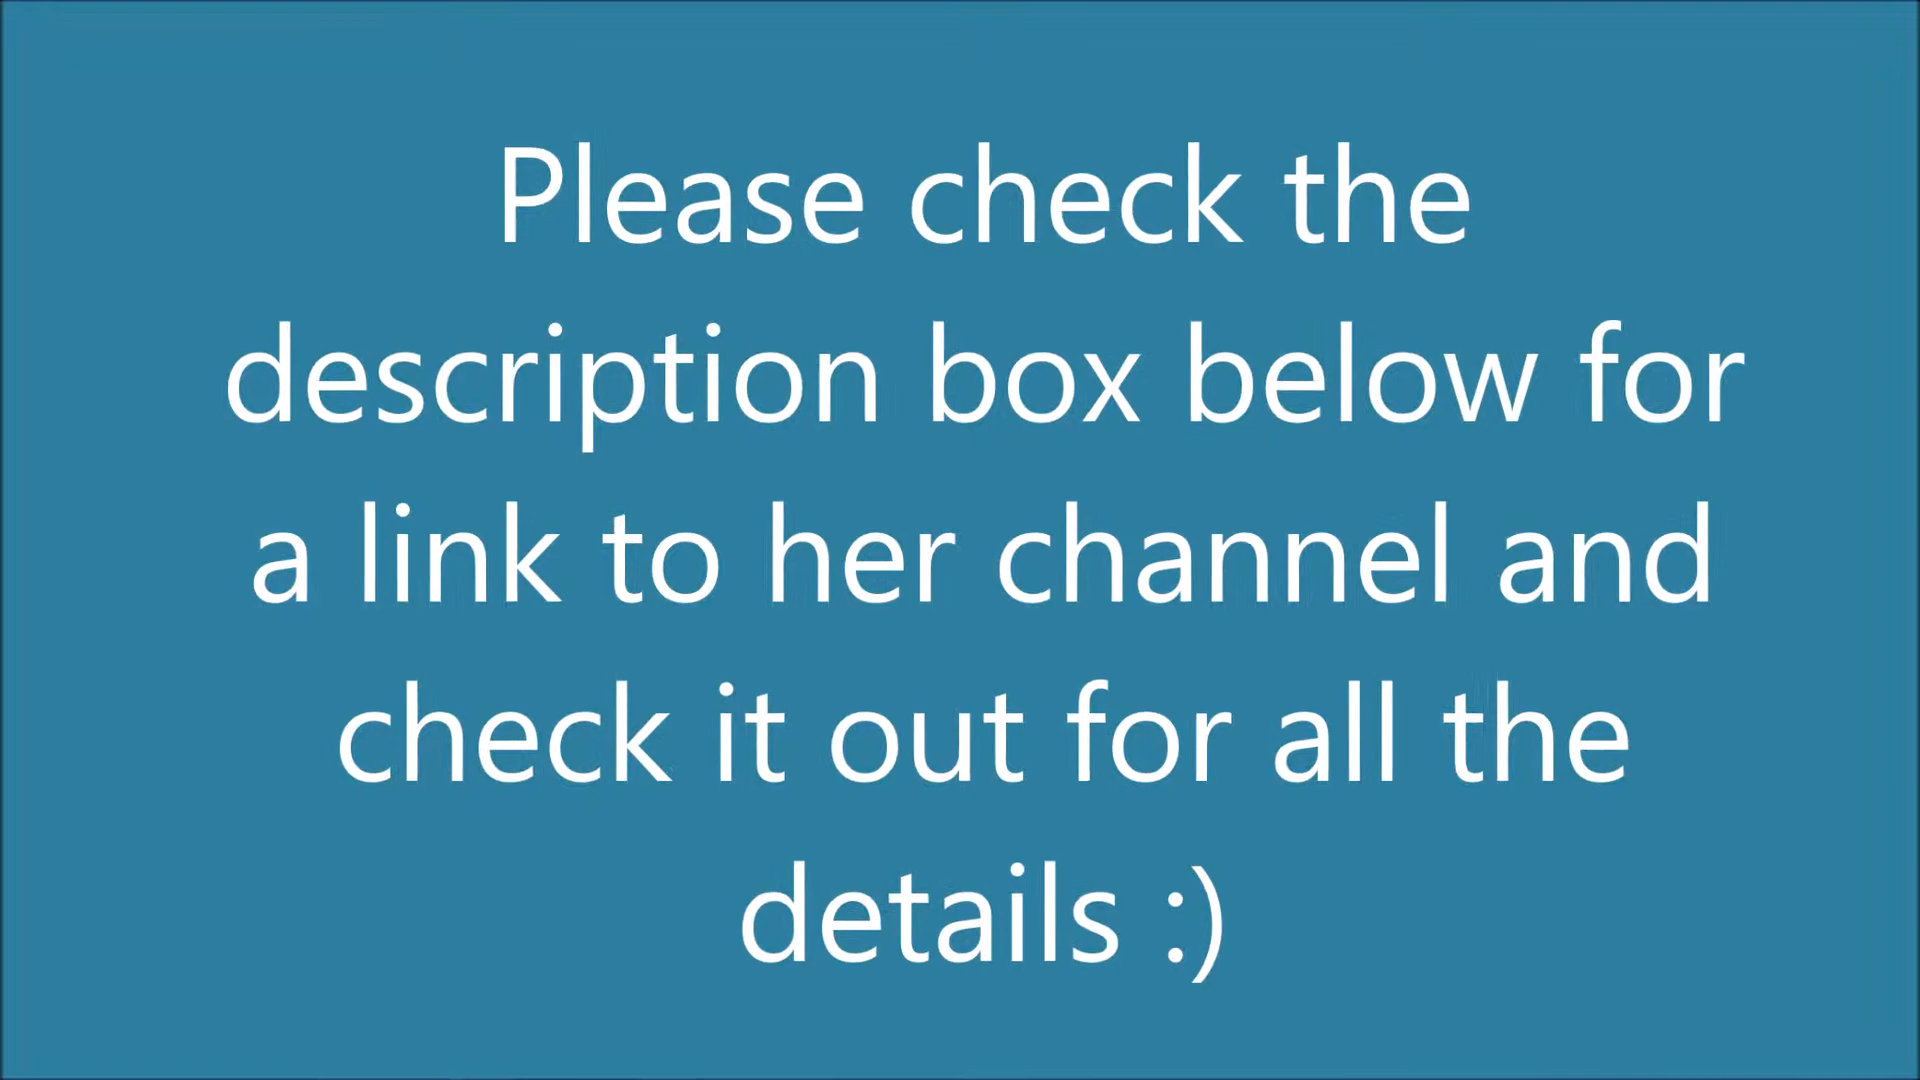 Please check the
description box below for
a link to her channel and
check it out for all the
details :)